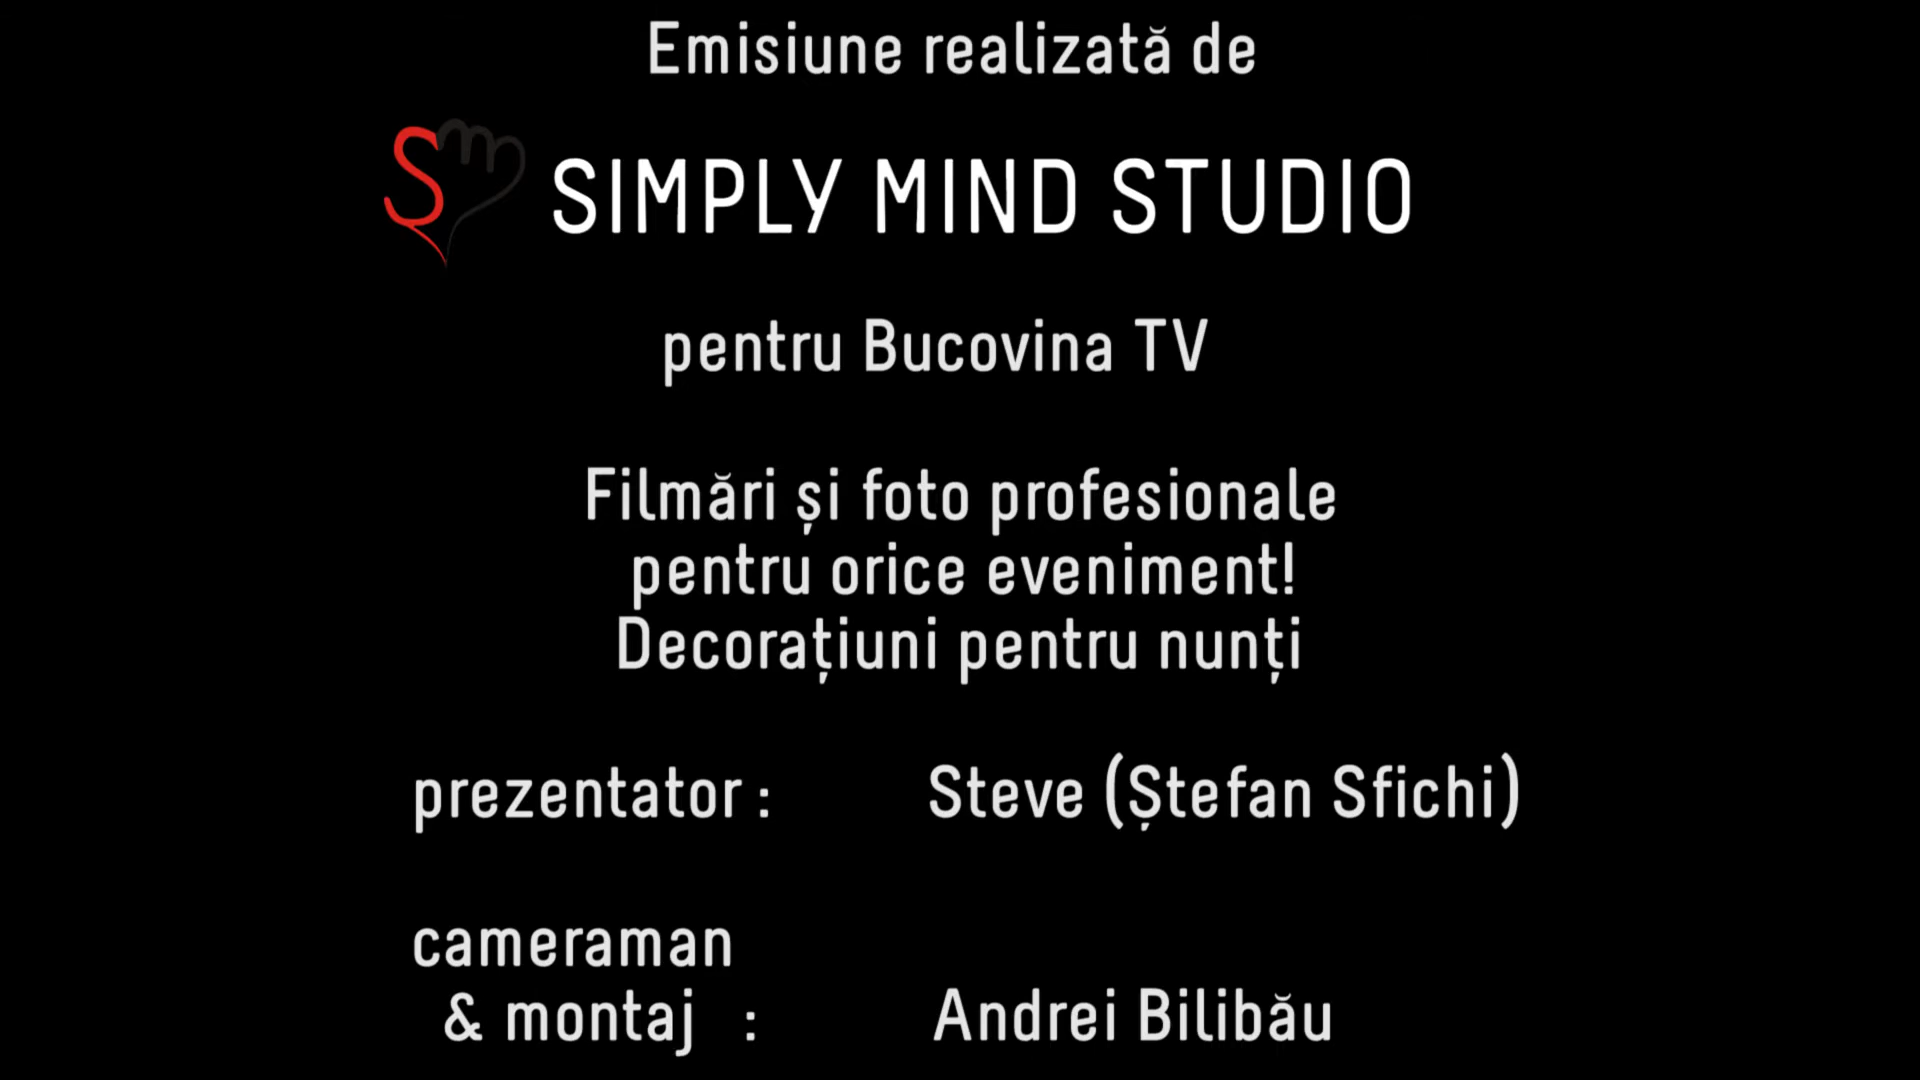 Emisiune realizată de
Sm SIMPLY MIND STUDIO
pentru Bucovina TV
Filmări și foto profesionale
pentru orice eveniment!
Decorațiuni pentru nunți
prezentator : Steve (Ștefan Sfichi)
cameraman
& montaj : Andrei Bilibău